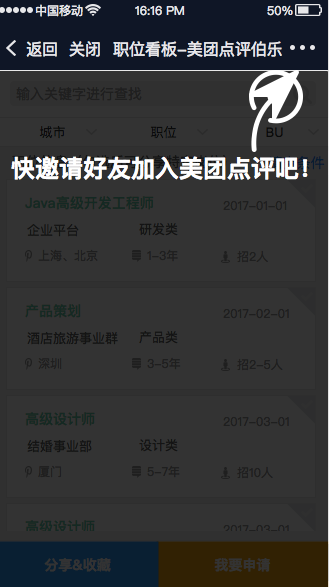 中国移动 16:16 PM 50%
返回 关闭 职位看板-美团点评伯乐
输入关键字进行查找
城市 职位 BU
快邀请好友加入美团点评吧！
Java高级开发工程师 2017-01-01
企业平台 研发类
上海、北京 1-3年 招2人
产品策划 2017-02-01
酒店旅游事业群 产品类
深圳 3-5年 招2-5人
高级设计师 2017-03-01
结婚事业部 设计类
厦门 5-7年 招10人
高级设计师 2017-03-01
分享&收藏 我要申请